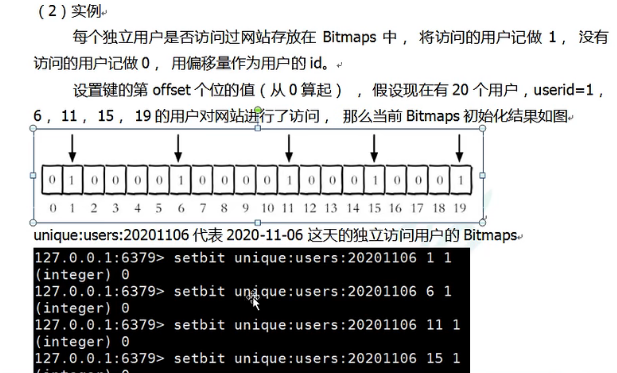 （2）实例
每个独立用户是否访问过网站存放在 Bitmaps 中， 将访问的用户记做 1， 没有
访问的用户记做 0， 用偏移量作为用户的 id。
设置键的第 offset 个位的值（从 0 算起） ， 假设现在有 20 个用户，userid=1，
6， 11， 15， 19 的用户对网站进行了访问， 那么当前 Bitmaps 初始化结果如图
0 1 0 0 0 0 1 0 0 0 0 1 0 0 0 1 0 0 0 1
0 1 2 3 4 5 6 7 8 9 10 11 12 13 14 15 16 17 18 19
unique:users:20201106 代表 2020-11-06 这天的独立访问用户的 Bitmaps
127.0.0.1:6379> setbit unique:users:20201106 1 1
(integer) 0
127.0.0.1:6379> setbit unique:users:20201106 6 1
(integer) 0
127.0.0.1:6379> setbit unique:users:20201106 11 1
(integer) 0
127.0.0.1:6379> setbit unique:users:20201106 15 1
(integer) 0